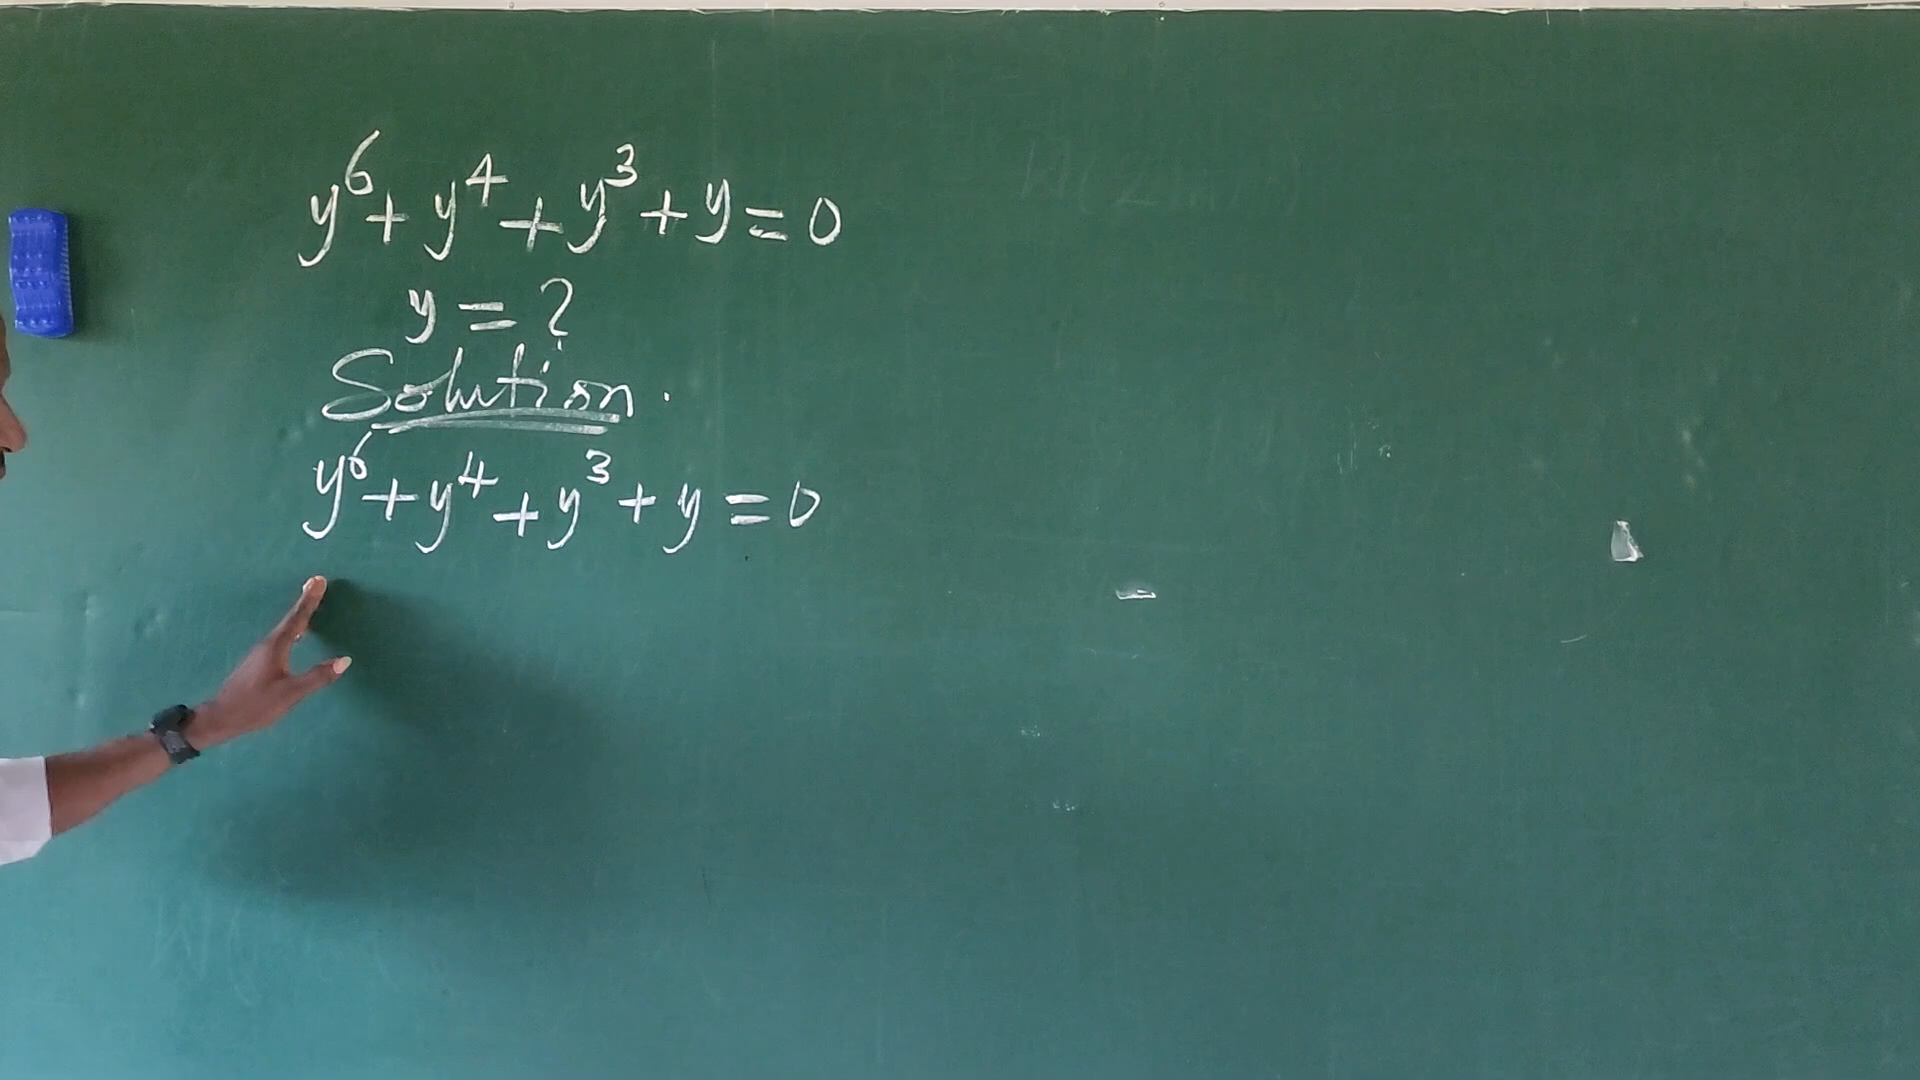 y⁶ + y⁴ + y³ + y = 0
y = ?
Solution.
y⁶ + y⁴ + y³ + y = 0